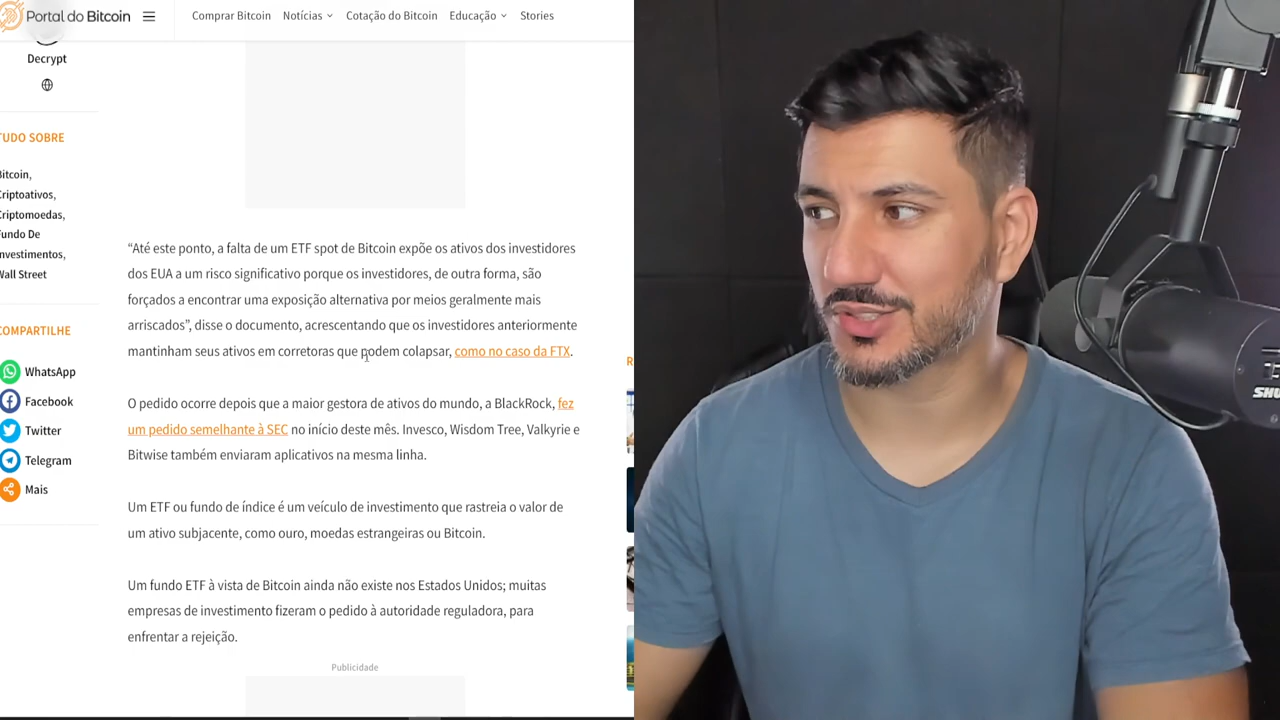 Portal do Bitcoin
Comprar Bitcoin Notícias Cotação do Bitcoin Educação Stories
Decrypt
TUDO SOBRE
Bitcoin,
Criptoativos,
Criptomoedas,
Fundo De
Investimentos,
Wall Street
COMPARTILHE
WhatsApp
Facebook
Twitter
Telegram
Mais
“Até este ponto, a falta de um ETF spot de Bitcoin expõe os ativos dos investidores
dos EUA a um risco significativo porque os investidores, de outra forma, são
forçados a encontrar uma exposição alternativa por meios geralmente mais
arriscados”, disse o documento, acrescentando que os investidores anteriormente
mantinham seus ativos em corretoras que podem colapsar, como no caso da FTX.
O pedido ocorre depois que a maior gestora de ativos do mundo, a BlackRock, fez
um pedido semelhante à SEC no início deste mês. Invesco, Wisdom Tree, Valkyrie e
Bitwise também enviaram aplicativos na mesma linha.
Um ETF ou fundo de índice é um veículo de investimento que rastreia o valor de
um ativo subjacente, como ouro, moedas estrangeiras ou Bitcoin.
Um fundo ETF à vista de Bitcoin ainda não existe nos Estados Unidos; muitas
empresas de investimento fizeram o pedido à autoridade reguladora, para
enfrentar a rejeição.
Publicidade
SHU